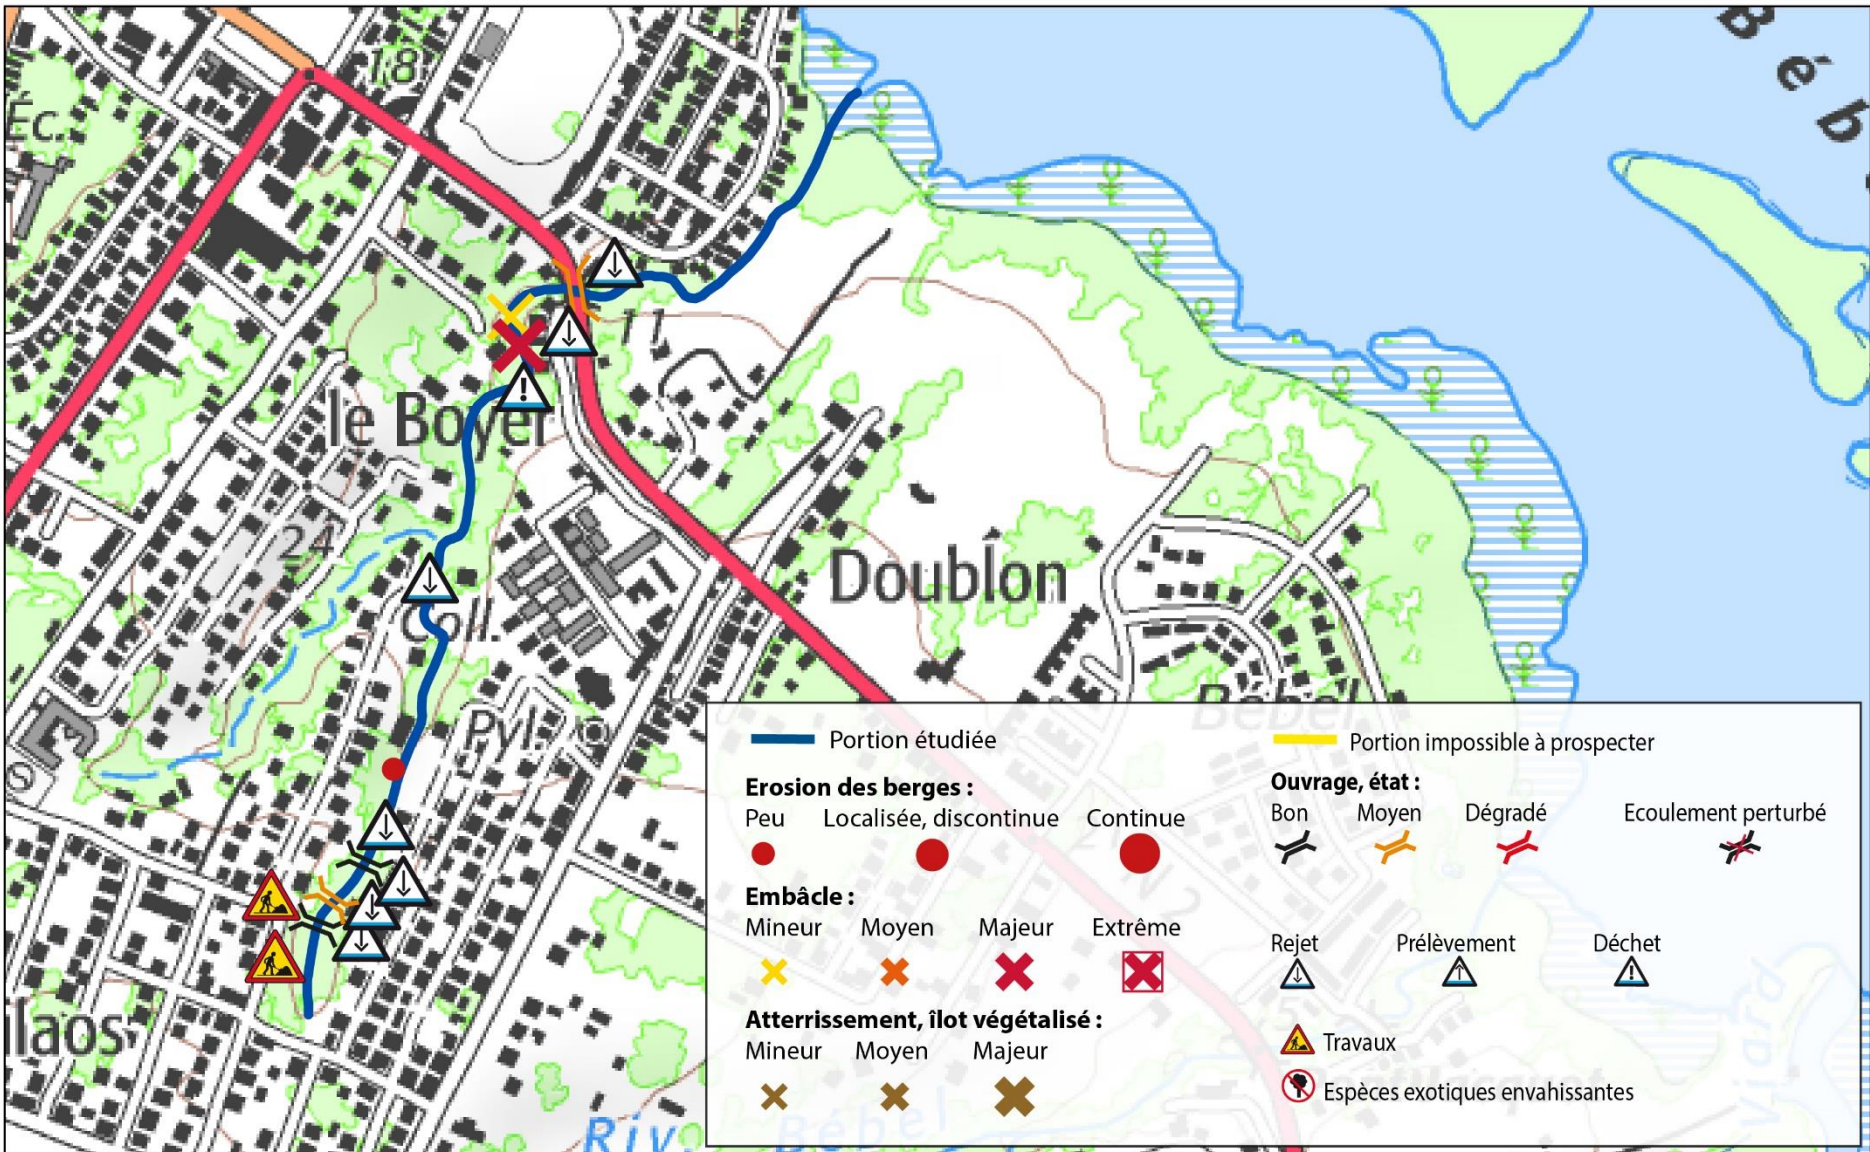 B é b
18
Éc.
11
le Boyer
24
Coll.
Doublon
Pyl.
Bébel
ilaos
Riv. Bébel
Portion étudiée
Portion impossible à prospecter
Erosion des berges :
Peu Localisée, discontinue Continue
Ouvrage, état :
Bon Moyen Dégradé Ecoulement perturbé
Embâcle :
Mineur Moyen Majeur Extrême
Rejet Prélèvement Déchet
Atterrissement, îlot végétalisé :
Mineur Moyen Majeur
Travaux
Espèces exotiques envahissantes